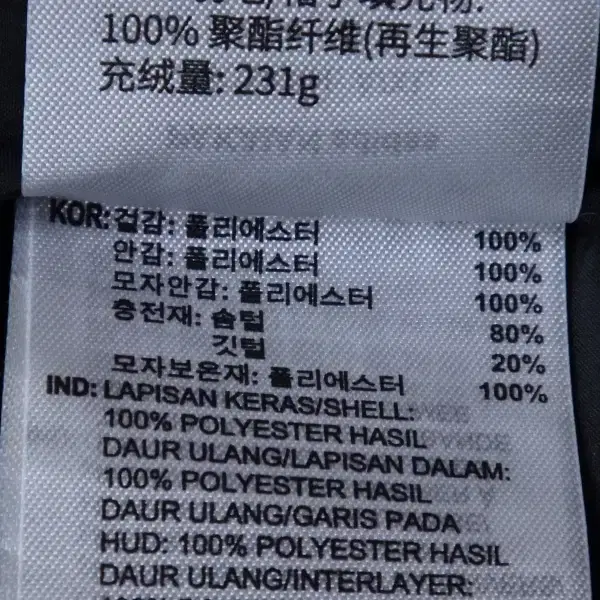 100% 聚酯纤维(再生聚酯)
充绒量: 231g
KOR: 겉감: 폴리에스터 100%
안감: 폴리에스터 100%
모자안감: 폴리에스터 100%
충전재: 솜털 80%
깃털 20%
모자보온재: 폴리에스터 100%
IND: LAPISAN KERAS/SHELL:
100% POLYESTER HASIL
DAUR ULANG/LAPISAN DALAM:
100% POLYESTER HASIL
DAUR ULANG/GARIS PADA
HUD: 100% POLYESTER HASIL
DAUR ULANG/INTERLAYER: